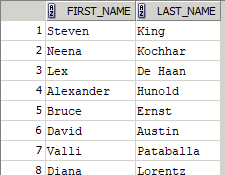 FIRST_NAME LAST_NAME
1 Steven King
2 Neena Kochhar
3 Lex De Haan
4 Alexander Hunold
5 Bruce Ernst
6 David Austin
7 Valli Pataballa
8 Diana Lorentz